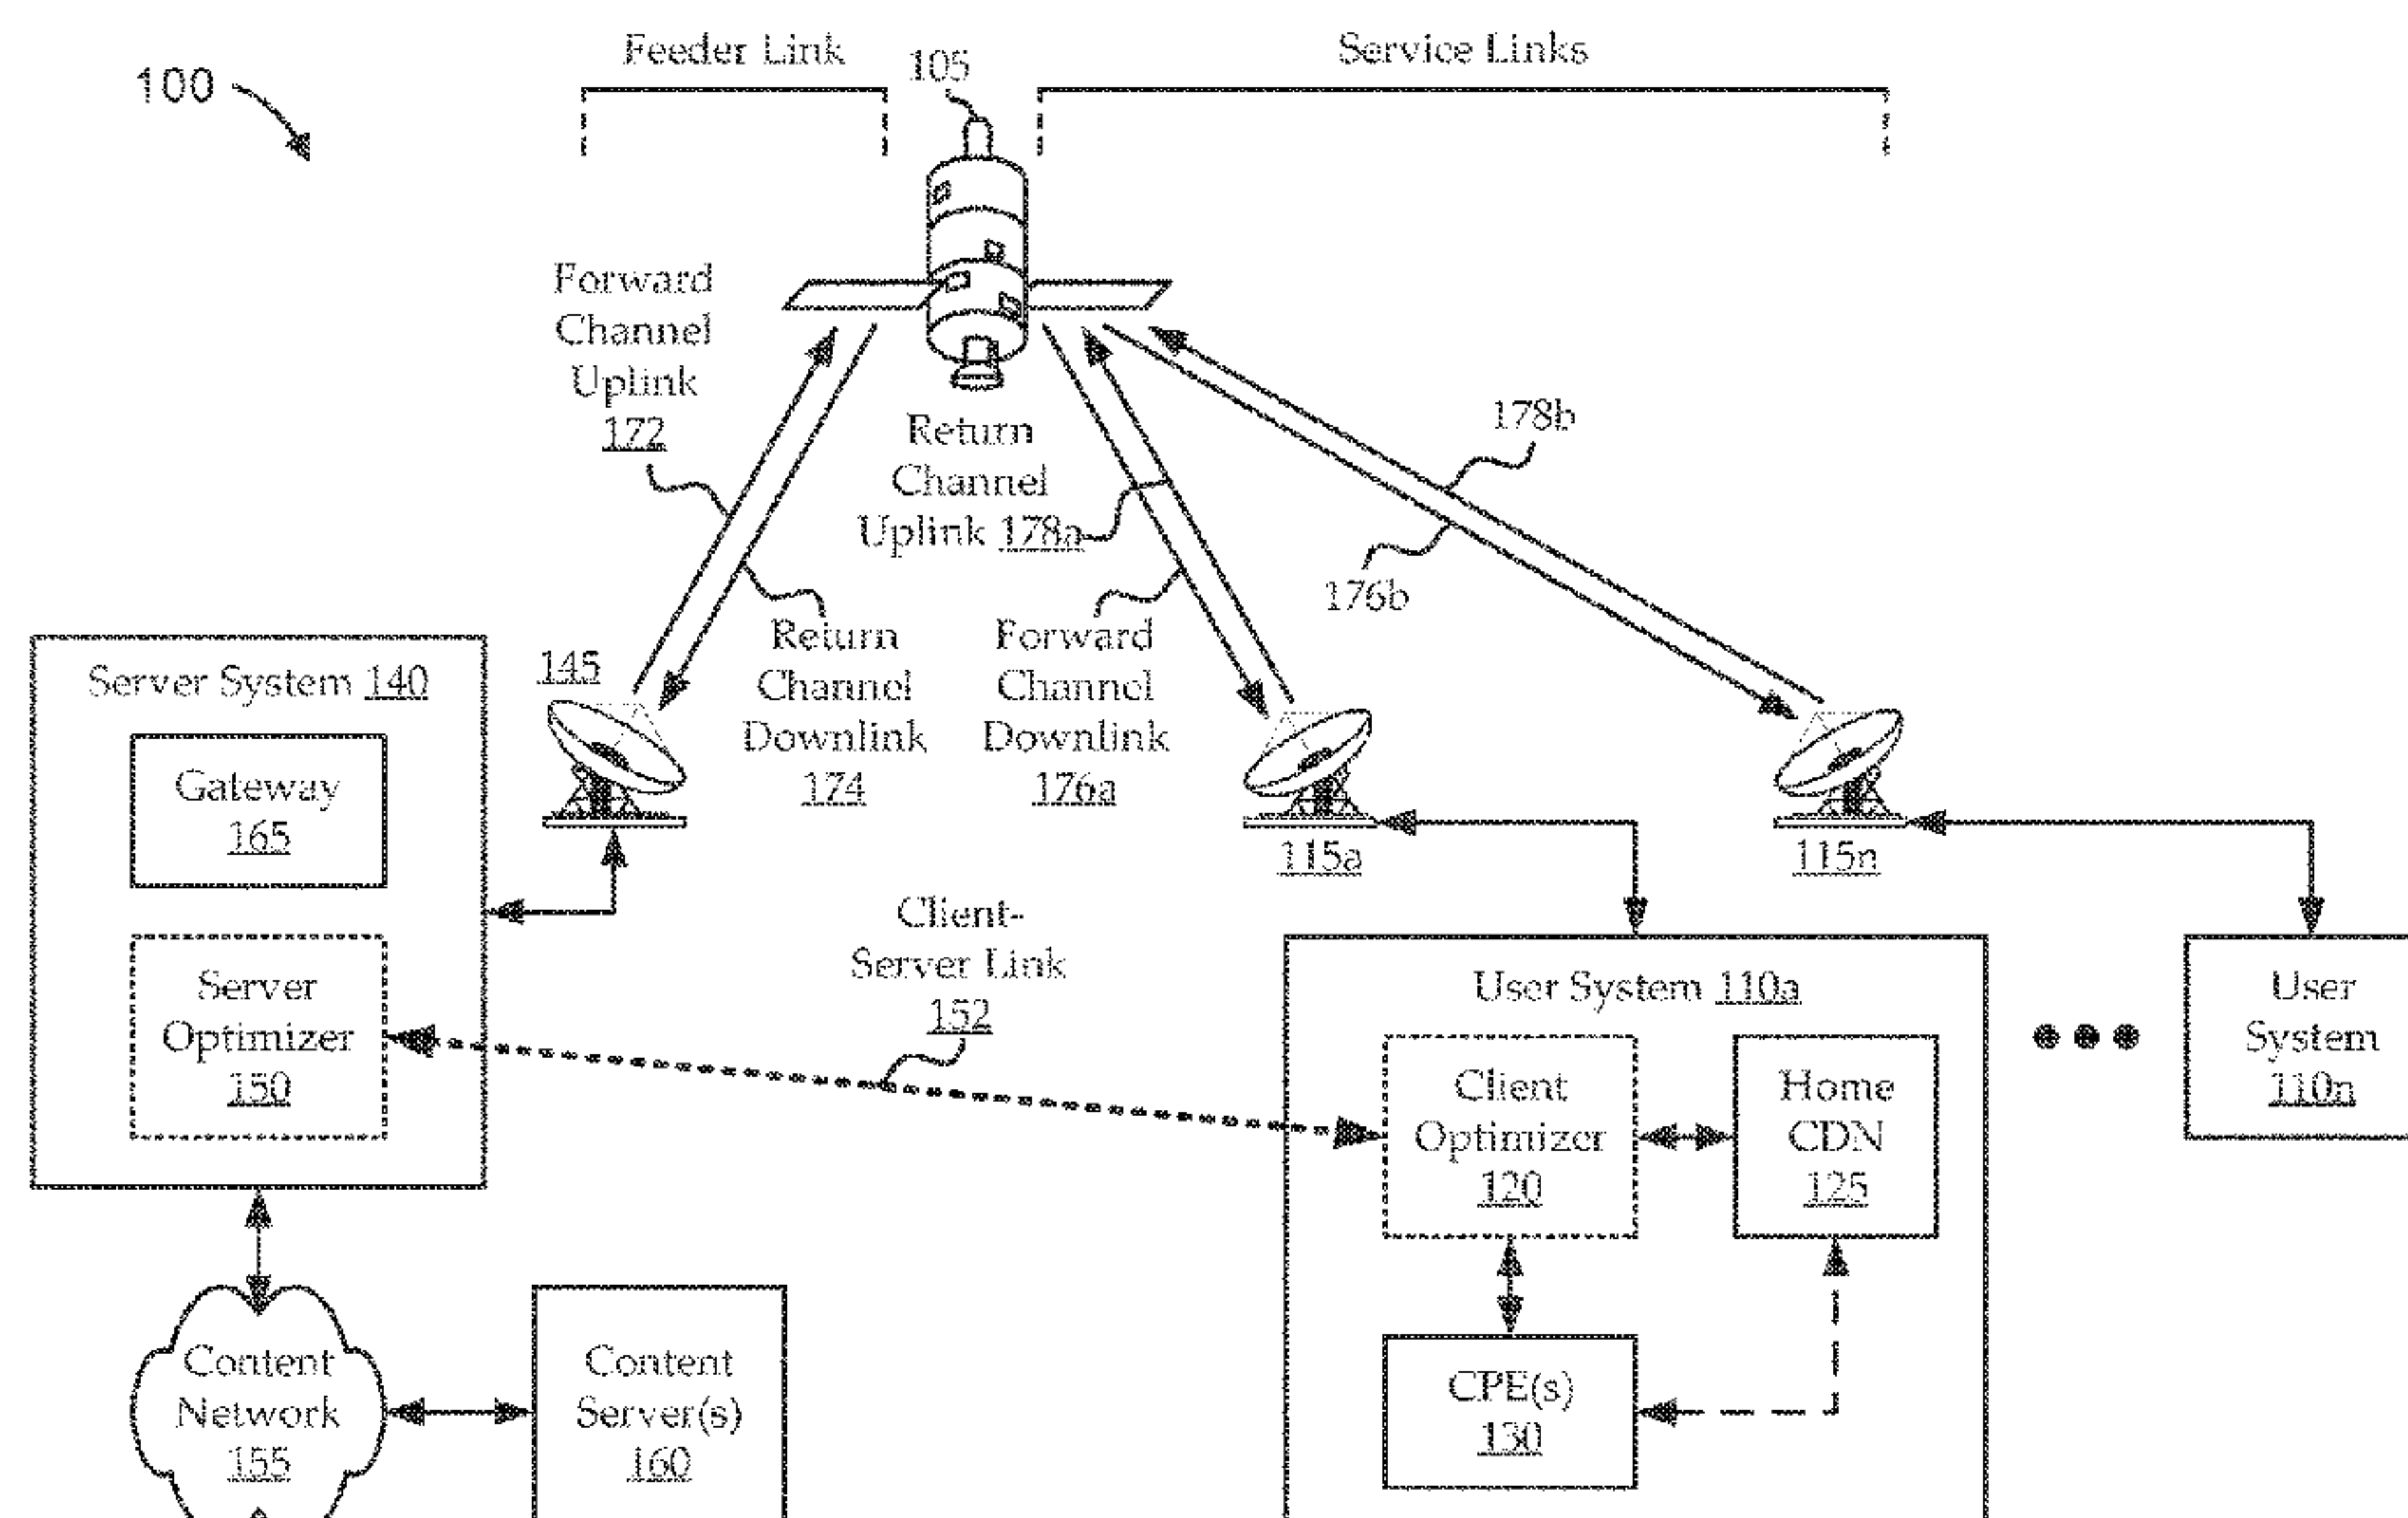 100
Feeder Link
105
Service Links
Forward
Channel
Uplink
172
Return
Channel
Uplink 178a
178b
176b
145
Return
Channel
Downlink
174
Forward
Channel
Downlink
176a
115a
115n
Server System 140
Gateway
165
Server
Optimizer
150
Client-
Server Link
152
User System 110a
Client
Optimizer
120
Home
CDN
125
CPE(s)
130
User
System
110n
Content
Network
155
Content
Server(s)
160